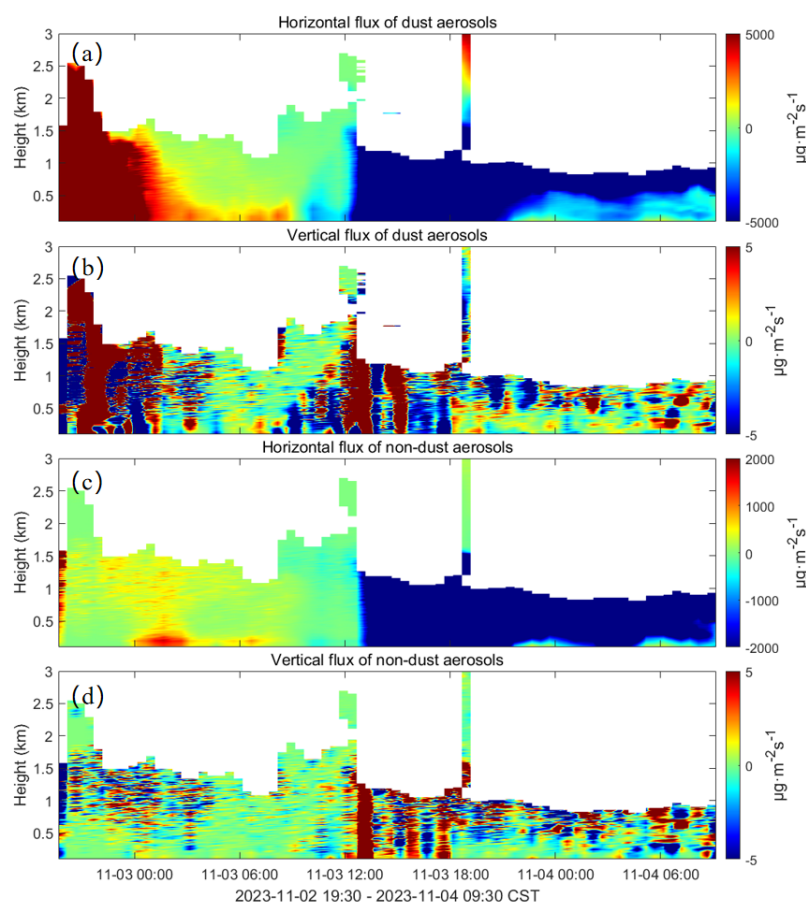 Horizontal flux of dust aerosols
(a)
3
2.5
2
1.5
1
0.5
Height (km)
5000
0
-5000
μg·m⁻²s⁻¹
Vertical flux of dust aerosols
(b)
3
2.5
2
1.5
1
0.5
Height (km)
5
0
-5
μg·m⁻²s⁻¹
Horizontal flux of non-dust aerosols
(c)
3
2.5
2
1.5
1
0.5
Height (km)
2000
1000
0
-1000
-2000
μg·m⁻²s⁻¹
Vertical flux of non-dust aerosols
(d)
3
2.5
2
1.5
1
0.5
Height (km)
5
0
-5
μg·m⁻²s⁻¹
11-03 00:00 11-03 06:00 11-03 12:00 11-03 18:00 11-04 00:00 11-04 06:00
2023-11-02 19:30 - 2023-11-04 09:30 CST